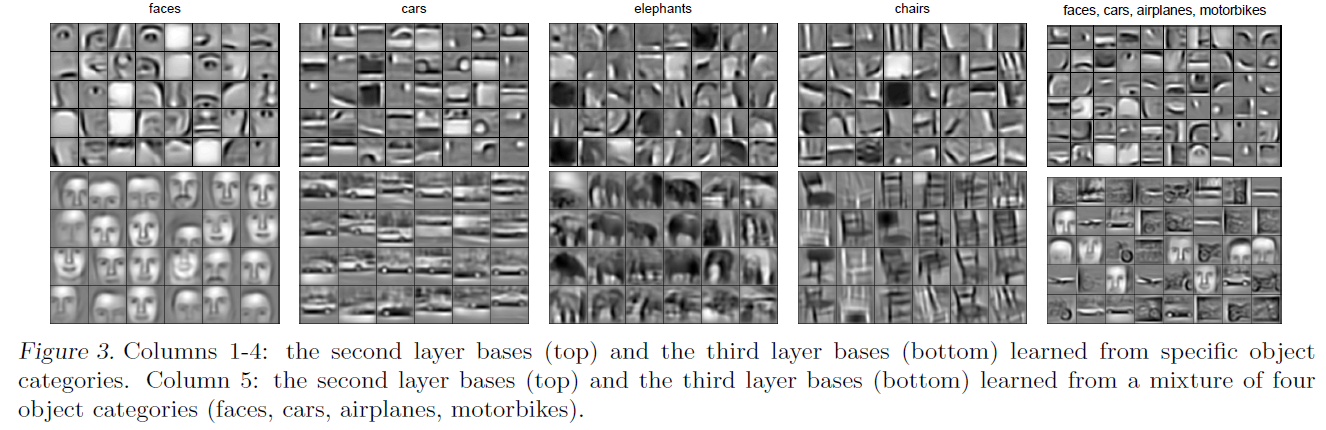 faces
cars
elephants
chairs
faces, cars, airplanes, motorbikes
Figure 3. Columns 1-4: the second layer bases (top) and the third layer bases (bottom) learned from specific object
categories. Column 5: the second layer bases (top) and the third layer bases (bottom) learned from a mixture of four
object categories (faces, cars, airplanes, motorbikes).